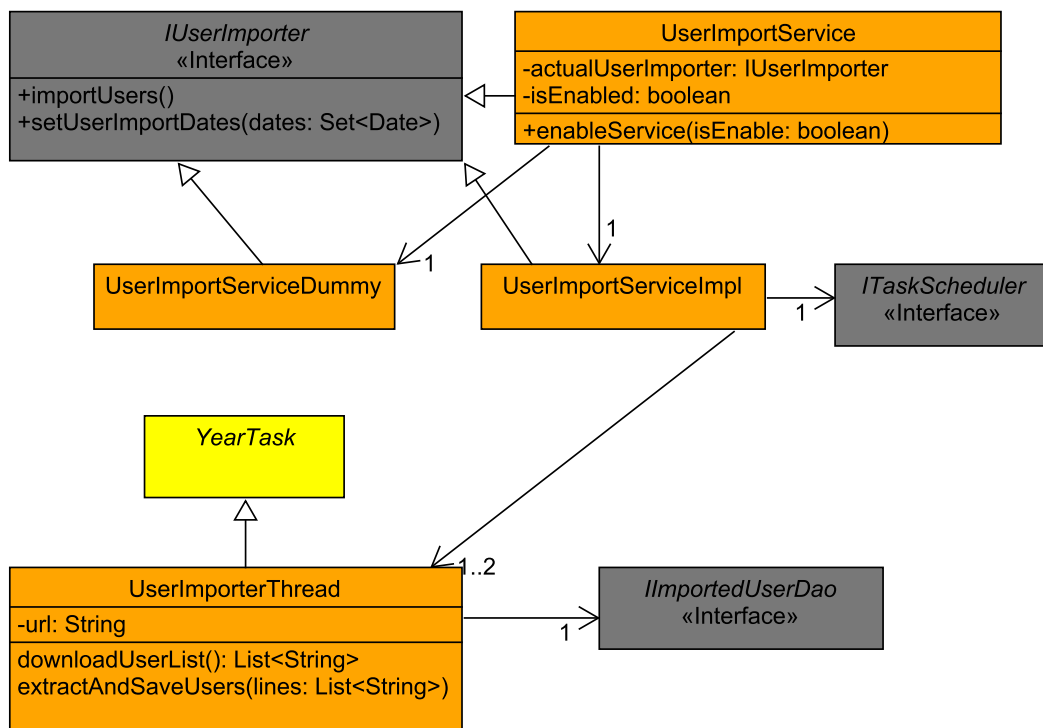 IUserImporter
«Interface»
+importUsers()
+setUserImportDates(dates: Set<Date>)
UserImportService
-actualUserImporter: IUserImporter
-isEnabled: boolean
+enableService(isEnable: boolean)
1
1
UserImportServiceDummy
UserImportServiceImpl
1
ITaskScheduler
«Interface»
YearTask
1..2
UserImporterThread
-url: String
downloadUserList(): List<String>
extractAndSaveUsers(lines: List<String>)
1
IImportedUserDao
«Interface»